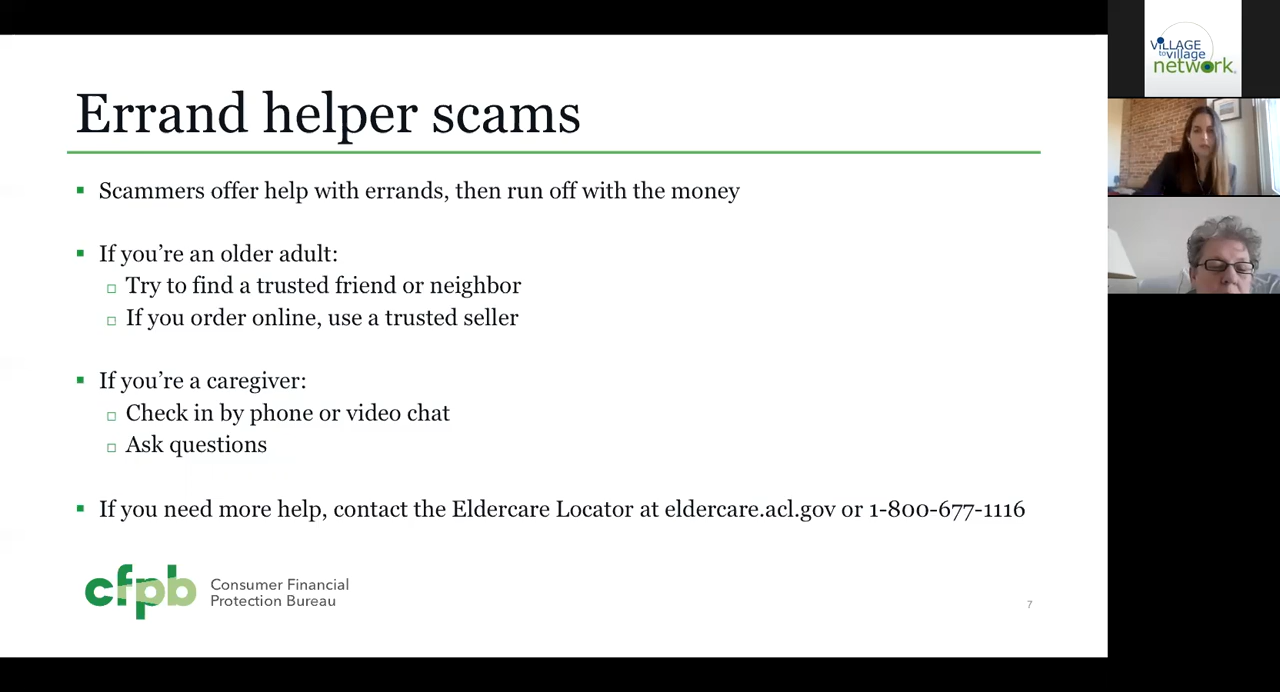 Errand helper scams
▪ Scammers offer help with errands, then run off with the money
▪ If you’re an older adult:
□ Try to find a trusted friend or neighbor
□ If you order online, use a trusted seller
▪ If you’re a caregiver:
□ Check in by phone or video chat
□ Ask questions
▪ If you need more help, contact the Eldercare Locator at eldercare.acl.gov or 1-800-677-1116
cfpb
Consumer Financial
Protection Bureau
7
VILLAGE
to village
network